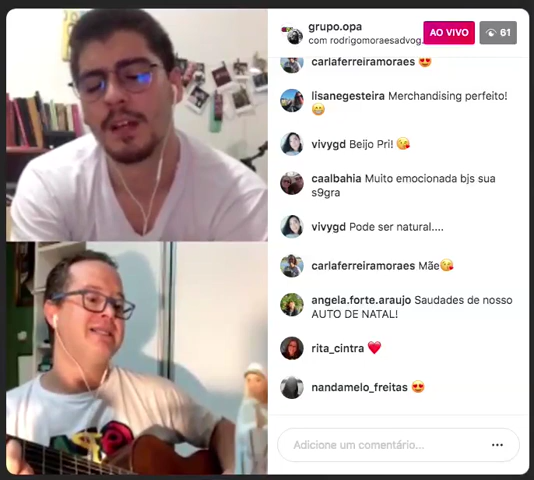 grupo.opa
com rodrigomoraesadvog...
AO VIVO
61
carlaferreiramoraes 😍
lisanegesteira Merchandising perfeito!
😁
vivygd Beijo Pri! 😘
caalbahia Muito emocionada bjs sua
s9gra
vivygd Pode ser natural....
carlaferreiramoraes Mãe😘
angela.forte.araujo Saudades de nosso
AUTO DE NATAL!
rita_cintra ❤️
nandamelo_freitas 😍
Adicione um comentário...